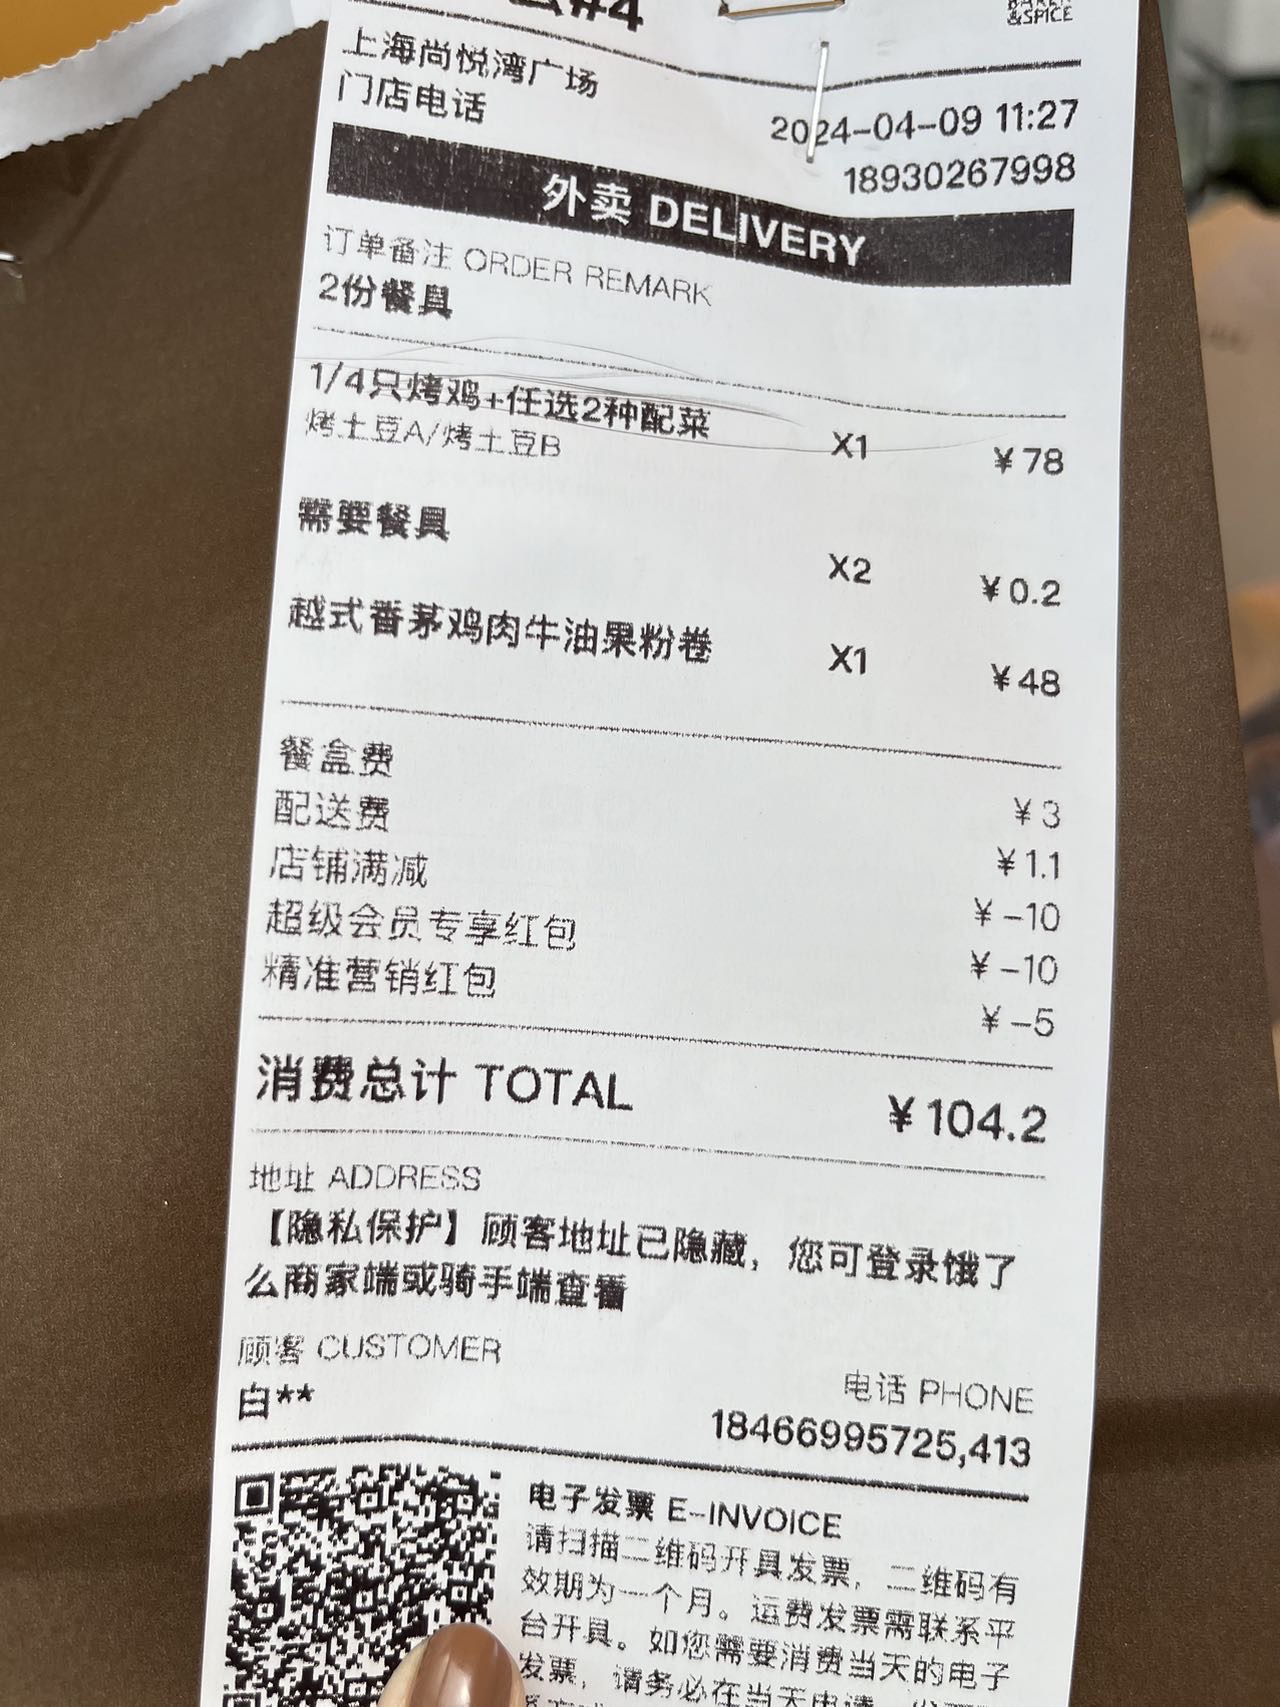 #4
&SPICE
上海尚悦湾广场
2024-04-09 11:27
门店电话
18930267998
外卖 DELIVERY
订单备注 ORDER REMARK
2份餐具
1/4只烤鸡+任选2种配菜 X1 ¥78
烤土豆A/烤土豆B
需要餐具 X2 ¥0.2
越式番茅鸡肉牛油果粉卷 X1 ¥48
餐盒费 ¥3
配送费 ¥1.1
店铺满减 ¥-10
超级会员专享红包 ¥-10
精准营销红包 ¥-5
消费总计 TOTAL ¥104.2
地址 ADDRESS
【隐私保护】顾客地址已隐藏，您可登录饿了
么商家端或骑手端查看
顾客 CUSTOMER
电话 PHONE
白**
18466995725,413
电子发票 E-INVOICE
请扫描二维码开具发票，二维码有
效期为一个月。运费发票需联系平
台开具。如您需要消费当天的电子
发票，请务必在当天申请